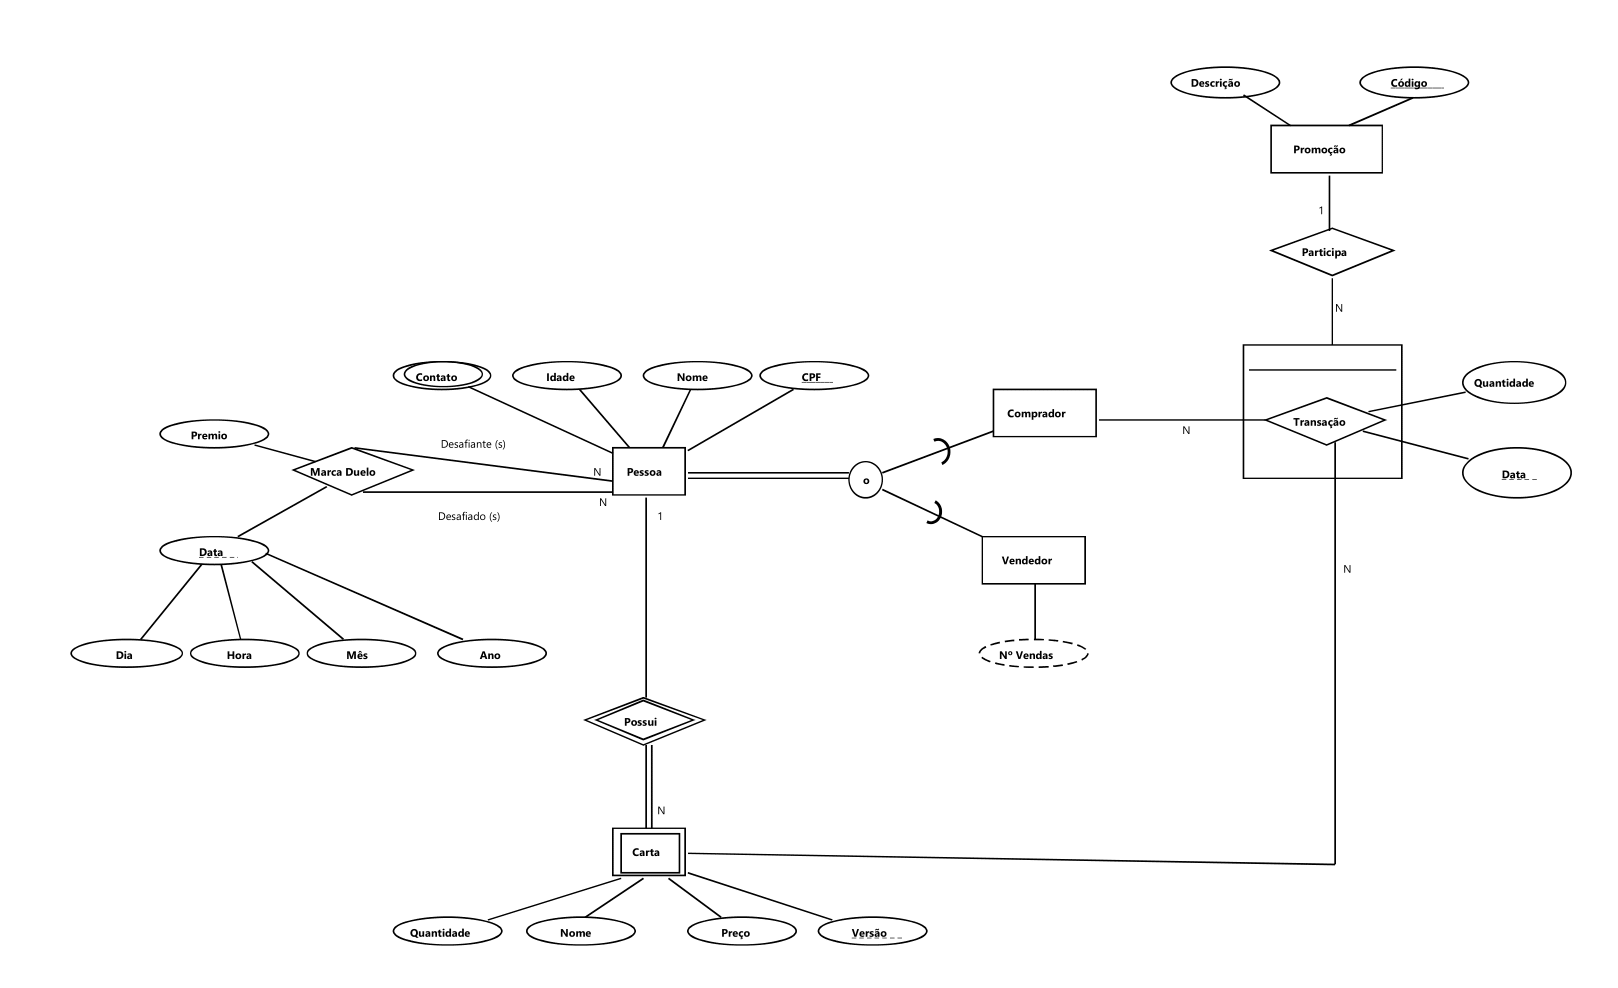 Descrição
Código
Promoção
1
Participa
N
Contato
Idade
Nome
CPF
Quantidade
Comprador
Transação
N
Premio
Desafiante (s)
Marca Duelo
N
Pessoa
o
Data
N
Desafiado (s)
1
Data
Vendedor
N
Dia
Hora
Mês
Ano
Nº Vendas
Possui
N
Carta
Quantidade
Nome
Preço
Versão